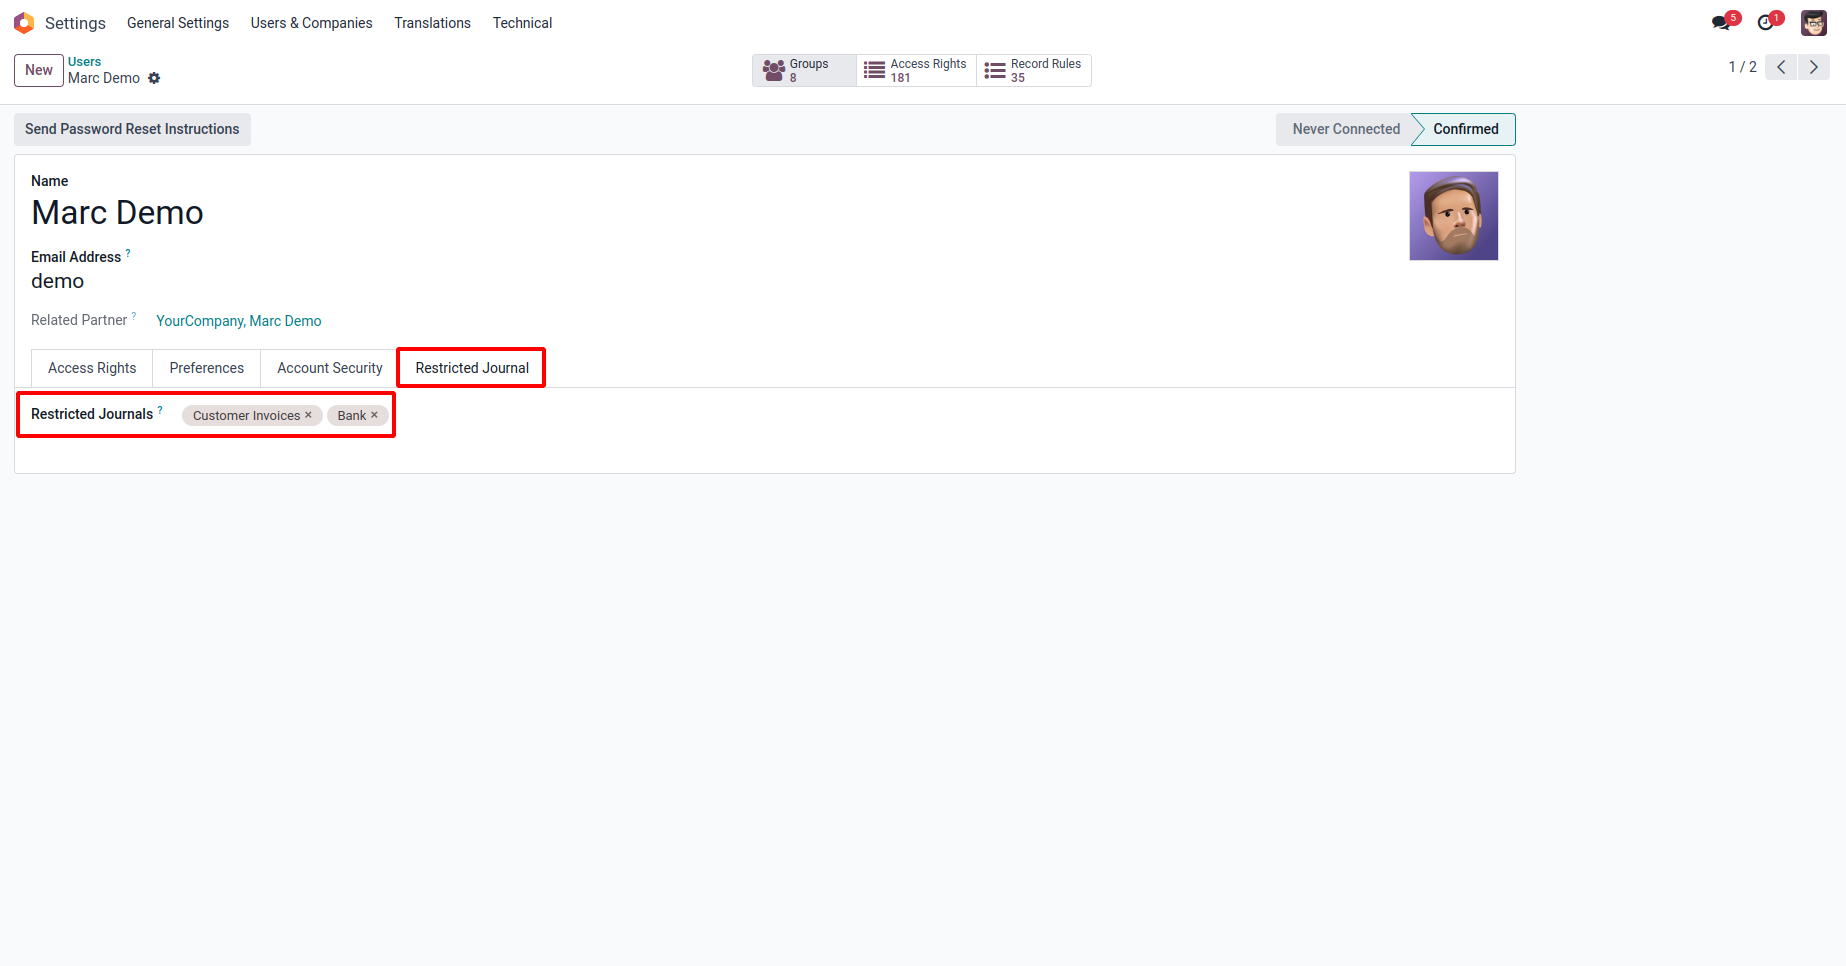 Settings General Settings Users & Companies Translations Technical 5 1
New Users Groups 8 Access Rights 181 Record Rules 35 1 / 2
Marc Demo
Send Password Reset Instructions Never Connected Confirmed
Name
Marc Demo
Email Address ?
demo
Related Partner ? YourCompany, Marc Demo
Access Rights Preferences Account Security Restricted Journal
Restricted Journals ? Customer Invoices × Bank ×